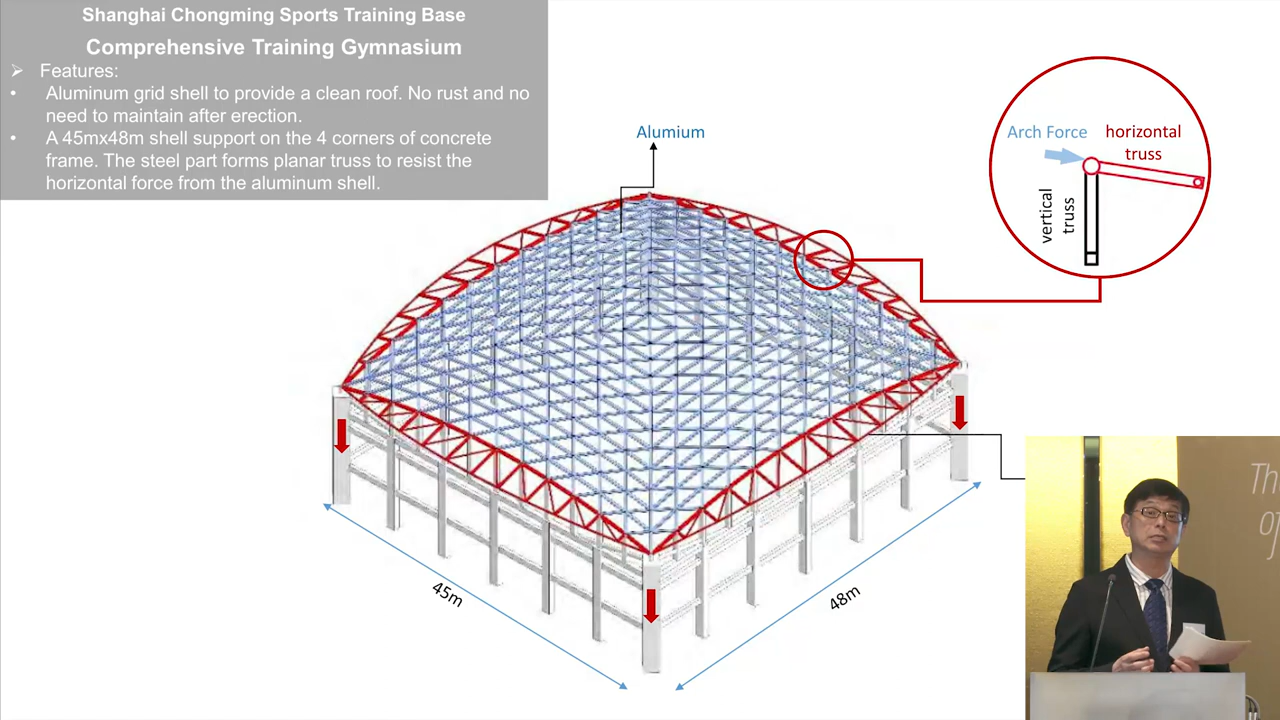 Shanghai Chongming Sports Training Base
Comprehensive Training Gymnasium
➢ Features:
• Aluminum grid shell to provide a clean roof. No rust and no
need to maintain after erection.
• A 45mx48m shell support on the 4 corners of concrete
frame. The steel part forms planar truss to resist the
horizontal force from the aluminum shell.
Alumium
Arch Force
horizontal
truss
vertical
truss
45m
48m
Th
of